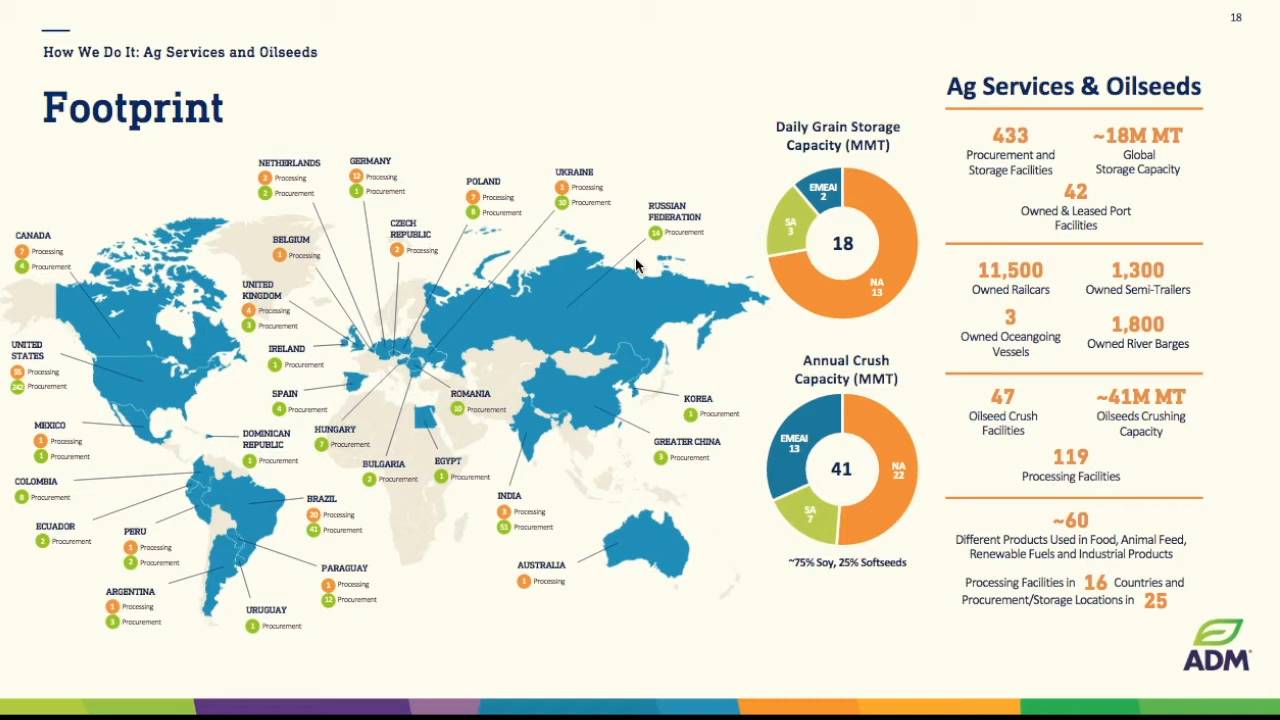 18
How We Do It: Ag Services and Oilseeds
Footprint
NETHERLANDS
2 Processing
2 Procurement
GERMANY
12 Processing
1 Procurement
POLAND
7 Processing
8 Procurement
UKRAINE
1 Processing
10 Procurement
RUSSIAN
FEDERATION
14 Procurement
CANADA
7 Processing
4 Procurement
BELGIUM
1 Processing
CZECH
REPUBLIC
2 Processing
UNITED
KINGDOM
4 Processing
3 Procurement
UNITED
STATES
Processing
242 Procurement
IRELAND
1 Procurement
SPAIN
4 Procurement
ROMANIA
10 Procurement
KOREA
1 Procurement
MEXICO
1 Processing
1 Procurement
DOMINICAN
REPUBLIC
1 Procurement
HUNGARY
7 Procurement
BULGARIA
2 Procurement
EGYPT
1 Procurement
GREATER CHINA
3 Procurement
COLOMBIA
Procurement
ECUADOR
2 Procurement
PERU
1 Processing
2 Procurement
BRAZIL
20 Processing
41 Procurement
INDIA
Processing
51 Procurement
PARAGUAY
1 Processing
12 Procurement
AUSTRALIA
1 Processing
ARGENTINA
1 Processing
3 Procurement
URUGUAY
1 Procurement
Daily Grain Storage
Capacity (MMT)
EMEAI
2
SA
3
18
NA
13
Annual Crush
Capacity (MMT)
EMEAI
13
41
NA
22
SA
7
~75% Soy, 25% Softseeds
Ag Services & Oilseeds
433
Procurement and
Storage Facilities
~18M MT
Global
Storage Capacity
42
Owned & Leased Port
Facilities
11,500
Owned Railcars
1,300
Owned Semi-Trailers
3
Owned Oceangoing
Vessels
1,800
Owned River Barges
47
Oilseed Crush
Facilities
~41M MT
Oilseeds Crushing
Capacity
119
Processing Facilities
~60
Different Products Used in Food, Animal Feed,
Renewable Fuels and Industrial Products
Processing Facilities in 16 Countries and
Procurement/Storage Locations in 25
ADM